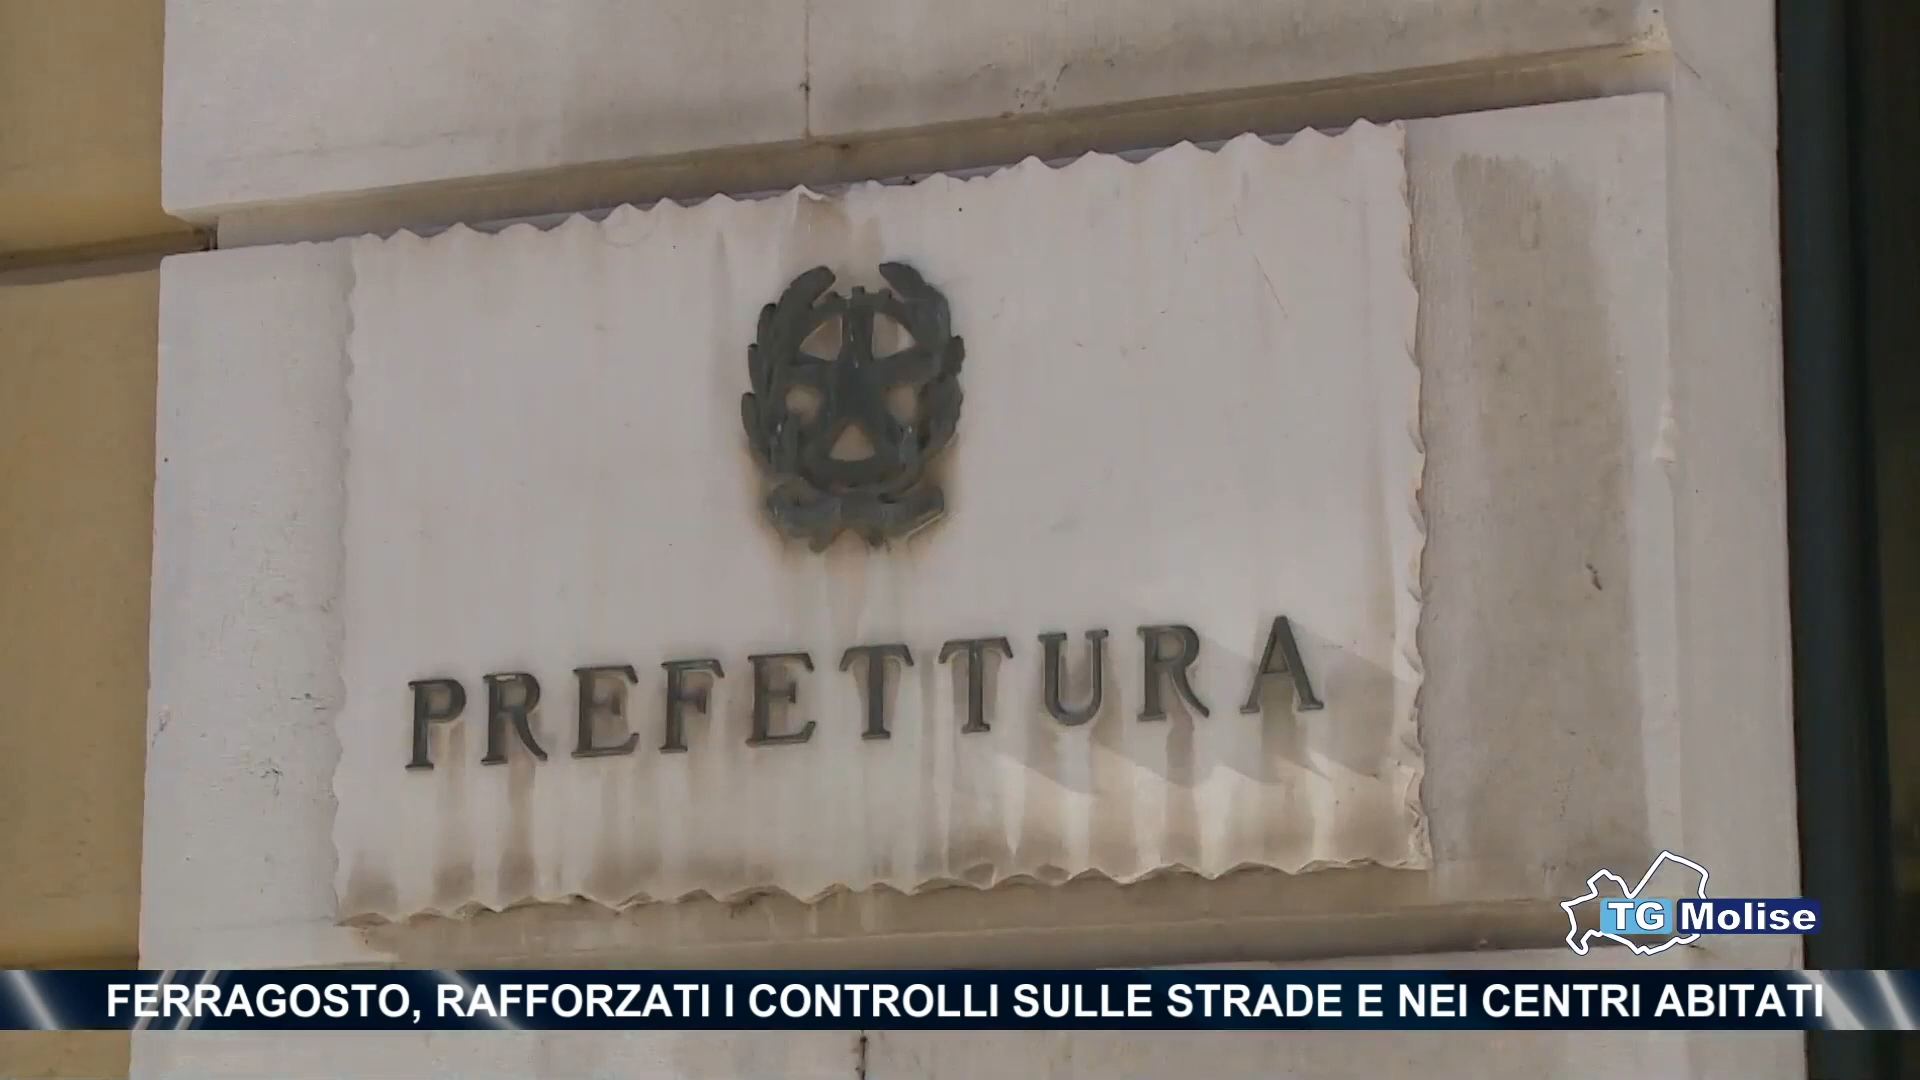 PREFETTURA
TG Molise
FERRAGOSTO, RAFFORZATI I CONTROLLI SULLE STRADE E NEI CENTRI ABITATI